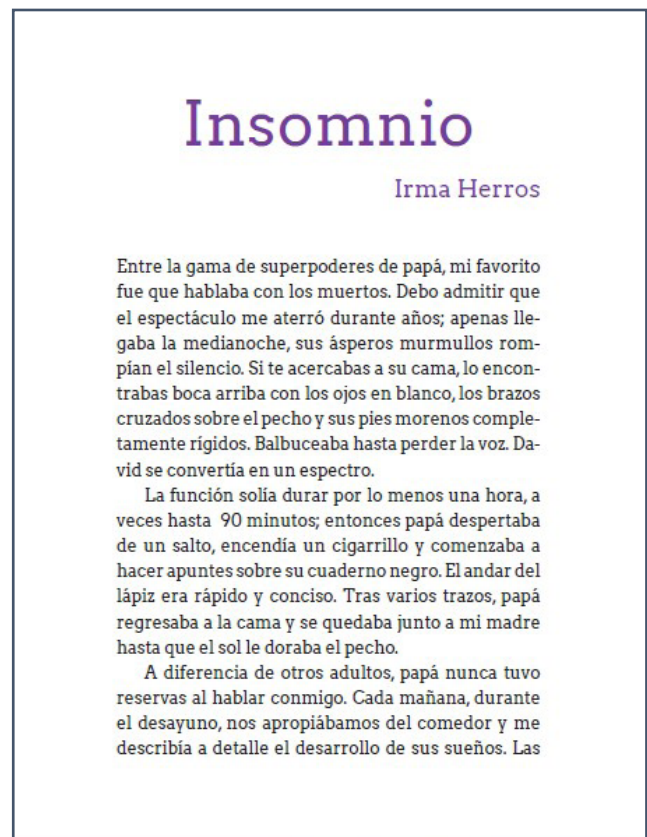 Insomnio
Irma Herros
Entre la gama de superpoderes de papá, mi favorito
fue que hablaba con los muertos. Debo admitir que
el espectáculo me aterró durante años; apenas lle-
gaba la medianoche, sus ásperos murmullos rom-
pían el silencio. Si te acercabas a su cama, lo encon-
trabas boca arriba con los ojos en blanco, los brazos
cruzados sobre el pecho y sus pies morenos comple-
tamente rígidos. Balbuceaba hasta perder la voz. Da-
vid se convertía en un espectro.
La función solía durar por lo menos una hora, a
veces hasta  90 minutos; entonces papá despertaba
de un salto, encendía un cigarrillo y comenzaba a
hacer apuntes sobre su cuaderno negro. El andar del
lápiz era rápido y conciso. Tras varios trazos, papá
regresaba a la cama y se quedaba junto a mi madre
hasta que el sol le doraba el pecho.
A diferencia de otros adultos, papá nunca tuvo
reservas al hablar conmigo. Cada mañana, durante
el desayuno, nos apropiábamos del comedor y me
describía a detalle el desarrollo de sus sueños. Las